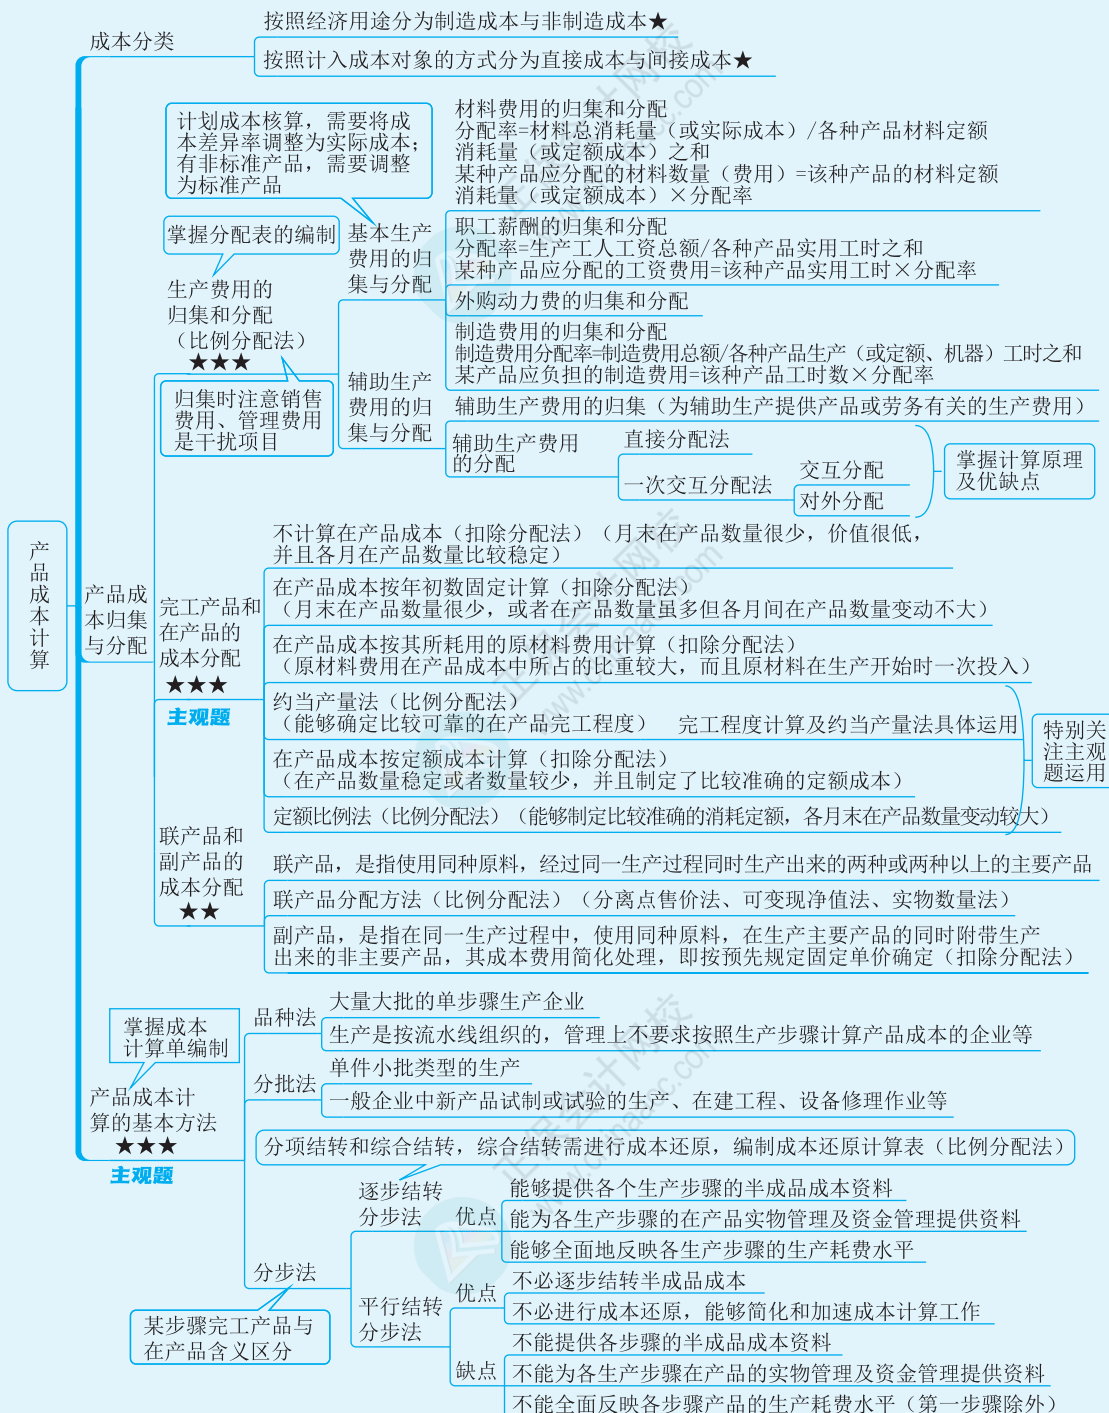 产品成本计算
成本分类
按照经济用途分为制造成本与非制造成本★
按照计入成本对象的方式分为直接成本与间接成本★
产品成
本归集
与分配
生产费用的
归集和分配
（比例分配法）
★★★
计划成本核算，需要将成
本差异率调整为实际成本；
有非标准产品，需要调整
为标准产品
掌握分配表的编制
归集时注意销售
费用、管理费用
是干扰项目
基本生产
费用的归
集与分配
材料费用的归集和分配
分配率=材料总消耗量（或实际成本）/各种产品材料定额
消耗量（或定额成本）之和
某种产品应分配的材料数量（费用）=该种产品的材料定额
消耗量（或定额成本）×分配率
职工薪酬的归集和分配
分配率=生产工人工资总额/各种产品实用工时之和
某种产品应分配的工资费用=该种产品实用工时×分配率
外购动力费的归集和分配
制造费用的归集和分配
制造费用分配率=制造费用总额/各种产品生产（或定额、机器）工时之和
某产品应负担的制造费用=该种产品工时数×分配率
辅助生产
费用的归
集与分配
辅助生产费用的归集（为辅助生产提供产品或劳务有关的生产费用）
辅助生产费用
的分配
直接分配法
一次交互分配法
交互分配
对外分配
掌握计算原理
及优缺点
完工产品和
在产品的
成本分配
★★★
主观题
不计算在产品成本（扣除分配法）（月末在产品数量很少，价值很低，
并且各月在产品数量比较稳定）
在产品成本按年初数固定计算（扣除分配法）
（月末在产品数量很少，或者在产品数量虽多但各月间在产品数量变动不大）
在产品成本按其所耗用的原材料费用计算（扣除分配法）
（原材料费用在产品成本中所占的比重较大，而且原材料在生产开始时一次投入）
约当产量法（比例分配法）
（能够确定比较可靠的在产品完工程度） 完工程度计算及约当产量法具体运用
在产品成本按定额成本计算（扣除分配法）
（在产品数量稳定或者数量较少，并且制定了比较准确的定额成本）
定额比例法（比例分配法）（能够制定比较准确的消耗定额，各月末在产品数量变动较大）
特别关
注主观
题运用
联产品和
副产品的
成本分配
★★
联产品，是指使用同种原料，经过同一生产过程同时生产出来的两种或两种以上的主要产品
联产品分配方法（比例分配法）（分离点售价法、可变现净值法、实物数量法）
副产品，是指在同一生产过程中，使用同种原料，在生产主要产品的同时附带生产
出来的非主要产品，其成本费用简化处理，即按预先规定固定单价确定（扣除分配法）
掌握成本
计算单编制
产品成本计
算的基本方法
★★★
主观题
品种法
大量大批的单步骤生产企业
生产是按流水线组织的，管理上不要求按照生产步骤计算产品成本的企业等
分批法
单件小批类型的生产
一般企业中新产品试制或试验的生产、在建工程、设备修理作业等
分步法
某步骤完工产品与
在产品含义区分
分项结转和综合结转，综合结转需进行成本还原，编制成本还原计算表（比例分配法）
逐步结转
分步法
优点
能够提供各个生产步骤的半成品成本资料
能为各生产步骤的在产品实物管理及资金管理提供资料
能够全面地反映各生产步骤的生产耗费水平
平行结转
分步法
优点
不必逐步结转半成品成本
不必进行成本还原，能够简化和加速成本计算工作
缺点
不能提供各步骤的半成品成本资料
不能为各生产步骤在产品的实物管理及资金管理提供资料
不能全面反映各步骤产品的生产耗费水平（第一步骤除外）
正保会计网校
www.chinaacc.com
正保会计网校
www.chinaacc.com
正保会计网校
www.chinaacc.com